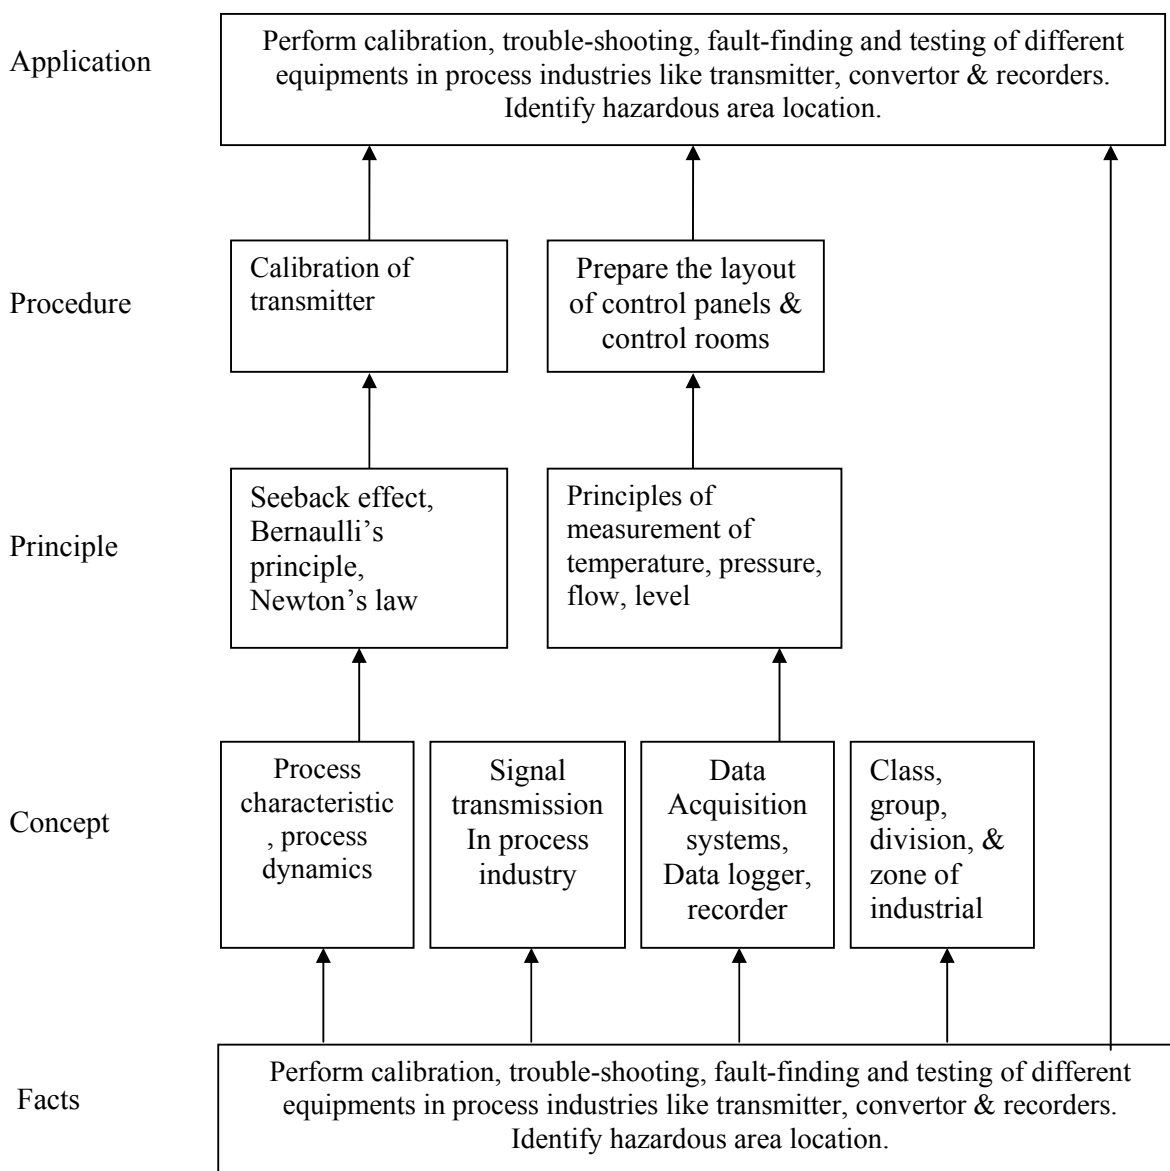 Application
Perform calibration, trouble-shooting, fault-finding and testing of different
equipments in process industries like transmitter, convertor & recorders.
Identify hazardous area location.
Procedure
Calibration of
transmitter
Prepare the layout
of control panels &
control rooms
Principle
Seeback effect,
Bernaulli's
principle,
Newton's law
Principles of
measurement of
temperature, pressure,
flow, level
Concept
Process
characteristic
, process
dynamics
Signal
transmission
In process
industry
Data
Acquisition
systems,
Data logger,
recorder
Class,
group,
division, &
zone of
industrial
Facts
Perform calibration, trouble-shooting, fault-finding and testing of different
equipments in process industries like transmitter, convertor & recorders.
Identify hazardous area location.